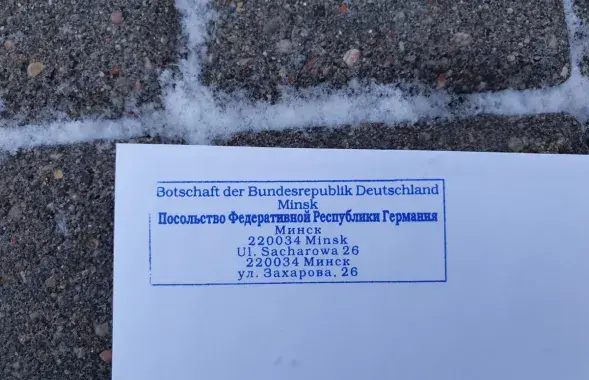 Botschaft der Bundesrepublik Deutschland
Minsk
Посольство Федеративной Республики Германия
Минск
220034 Minsk
Ul. Sacharowa 26
220034 Минск
ул. Захарова, 26